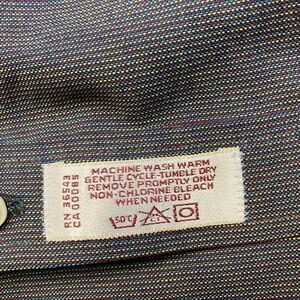 MACHINE WASH WARM
GENTLE CYCLE-TUMBLE DRY
REMOVE PROMPTLY ONLY
NON-CHLORINE BLEACH
WHEN NEEDED
50°C
RN 36543
CA 00085